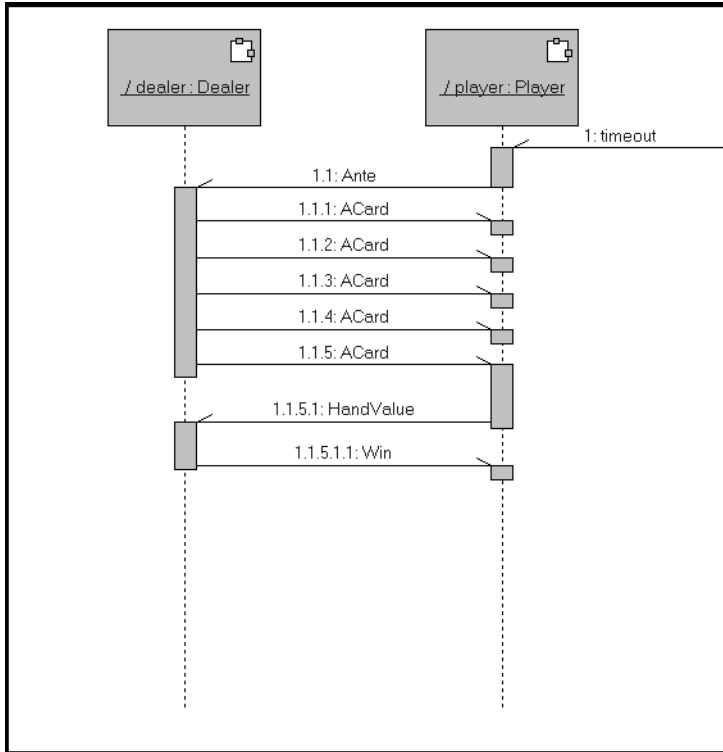 / dealer : Dealer
/ player : Player
1: timeout
1.1: Ante
1.1.1: ACard
1.1.2: ACard
1.1.3: ACard
1.1.4: ACard
1.1.5: ACard
1.1.5.1: HandValue
1.1.5.1.1: Win